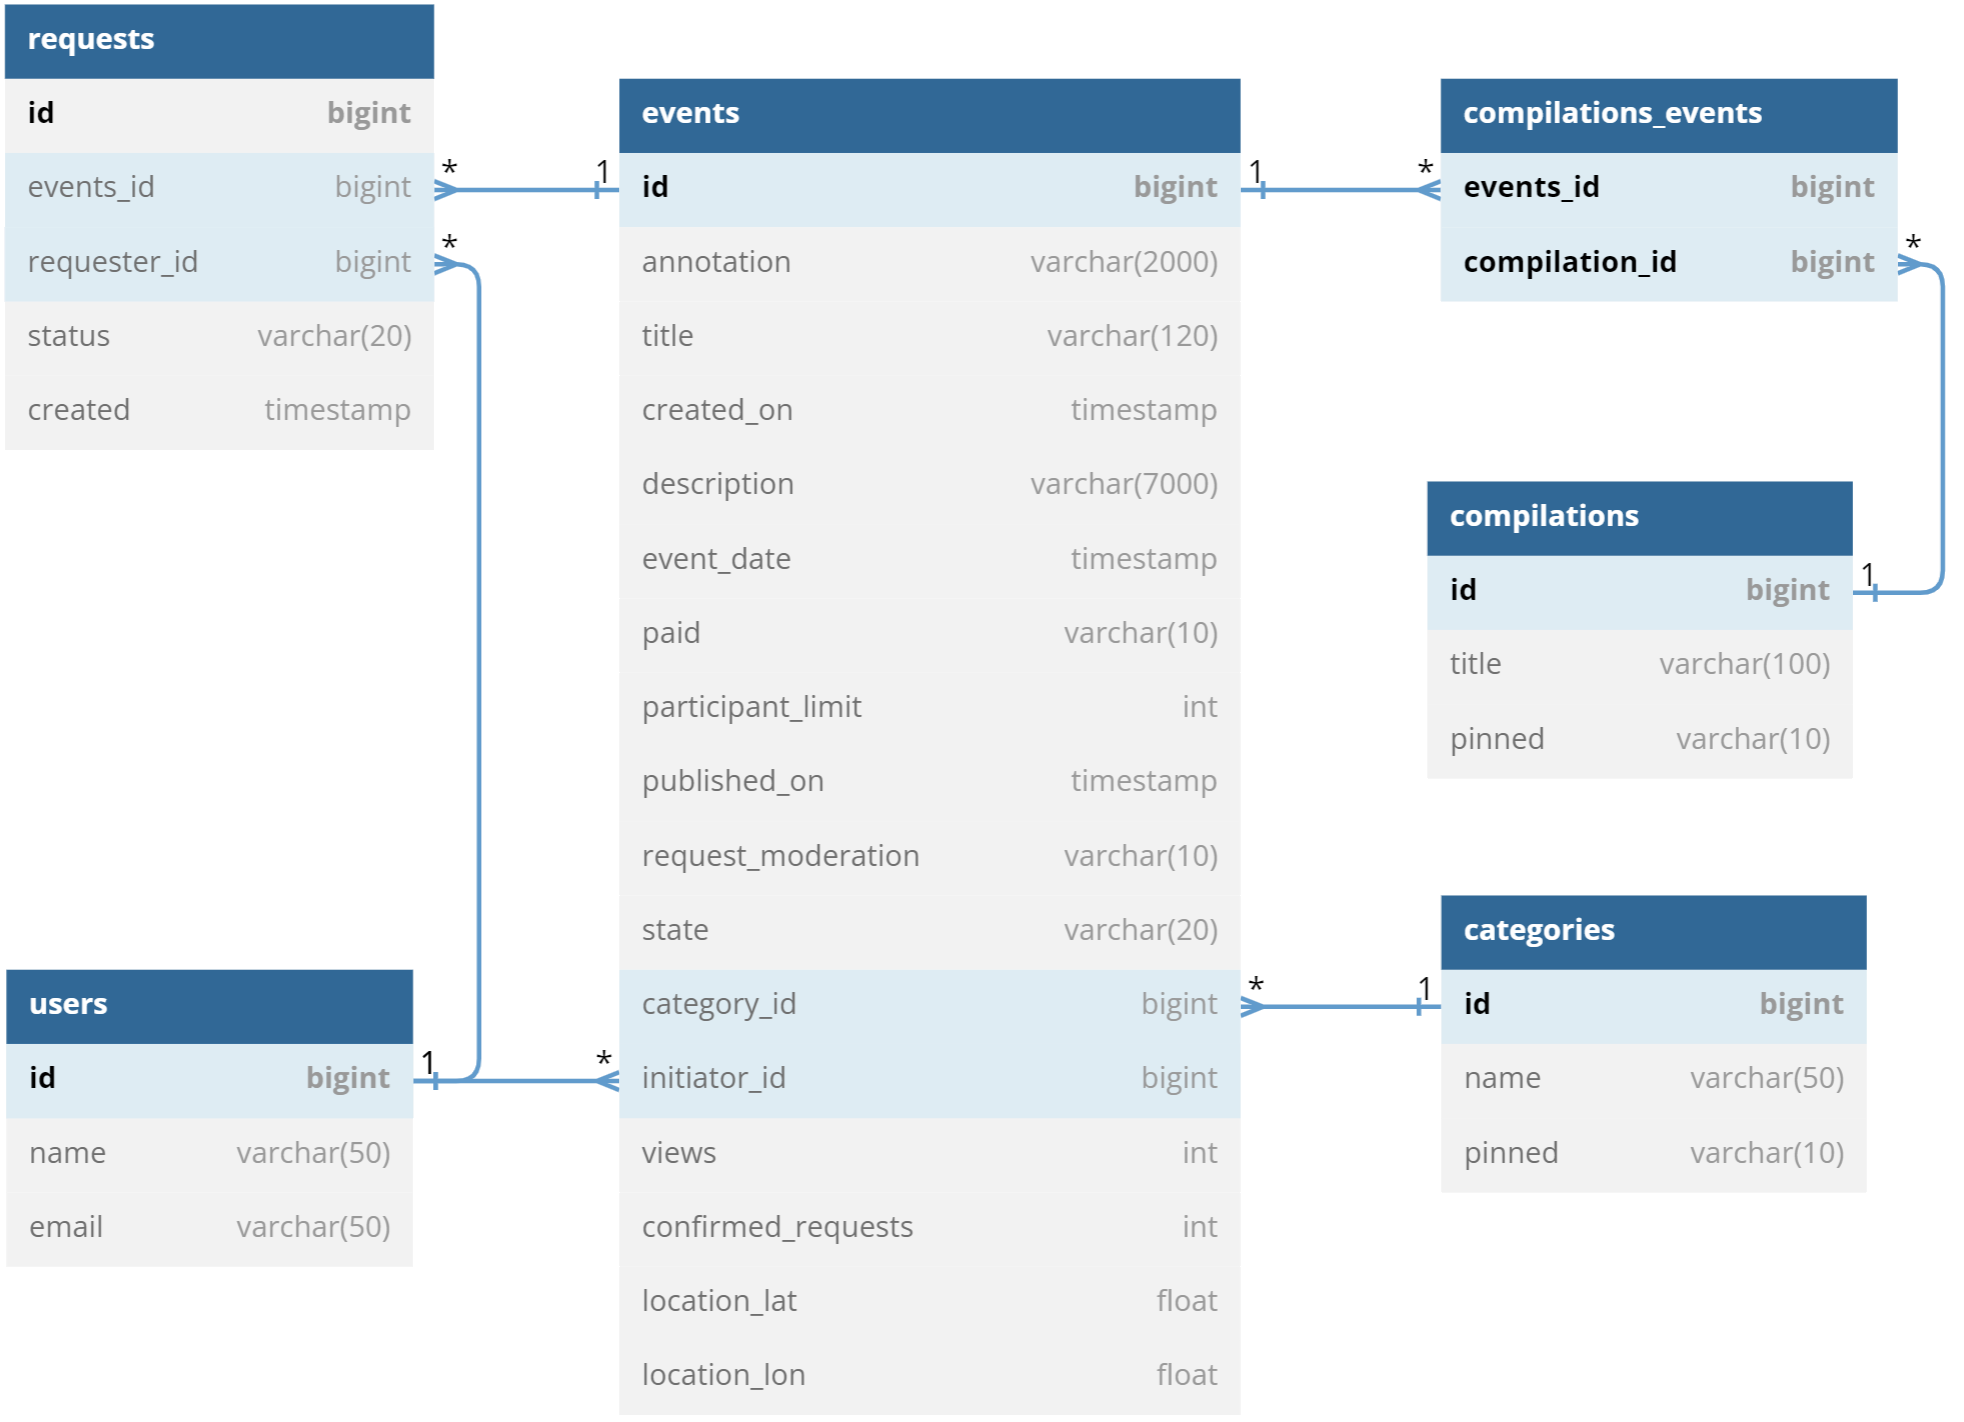 requests
id bigint
events_id bigint
requester_id bigint
status varchar(20)
created timestamp
* 1
*
events
id bigint
annotation varchar(2000)
title varchar(120)
created_on timestamp
description varchar(7000)
event_date timestamp
paid varchar(10)
participant_limit int
published_on timestamp
request_moderation varchar(10)
state varchar(20)
category_id bigint
initiator_id bigint
views int
confirmed_requests int
location_lat float
location_lon float
1 *
compilations_events
events_id bigint
compilation_id bigint
*
compilations
id bigint
title varchar(100)
pinned varchar(10)
1
* 1
categories
id bigint
name varchar(50)
pinned varchar(10)
users
id bigint
name varchar(50)
email varchar(50)
1 *